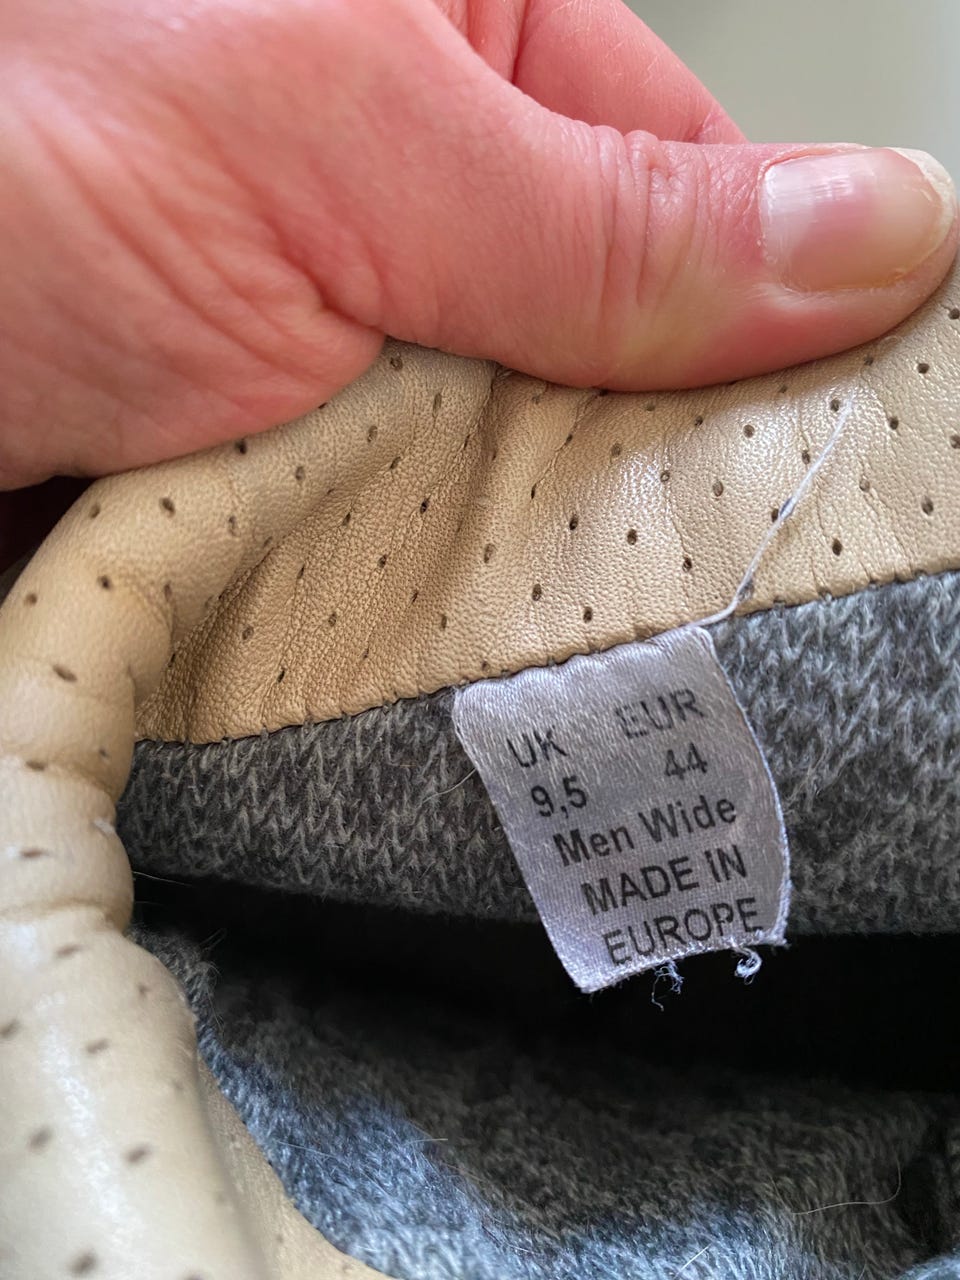 UK EUR
9,5 44
Men Wide
MADE IN
EUROPE